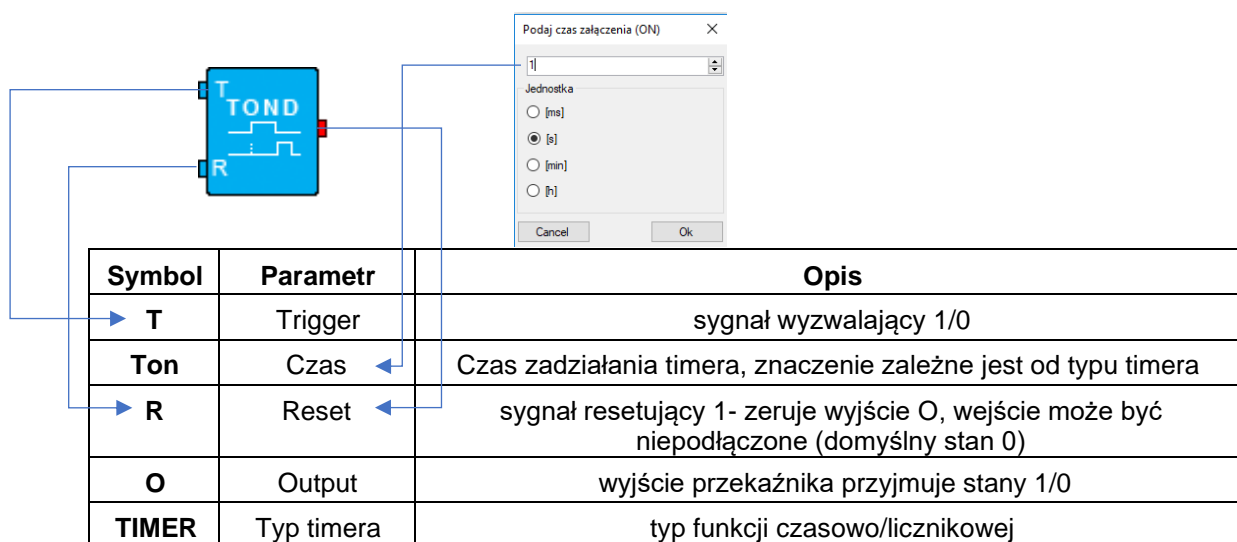 Podaj czas załączenia (ON)
1
Jednostka
[ms]
[s]
[min]
[h]
Cancel Ok
T
TOND
R
Symbol Parametr Opis
T Trigger sygnał wyzwalający 1/0
Ton Czas Czas zadziałania timera, znaczenie zależne jest od typu timera
R Reset sygnał resetujący 1- zeruje wyjście O, wejście może być
niepodłączone (domyślny stan 0)
O Output wyjście przekaźnika przyjmuje stany 1/0
TIMER Typ timera typ funkcji czasowo/licznikowej